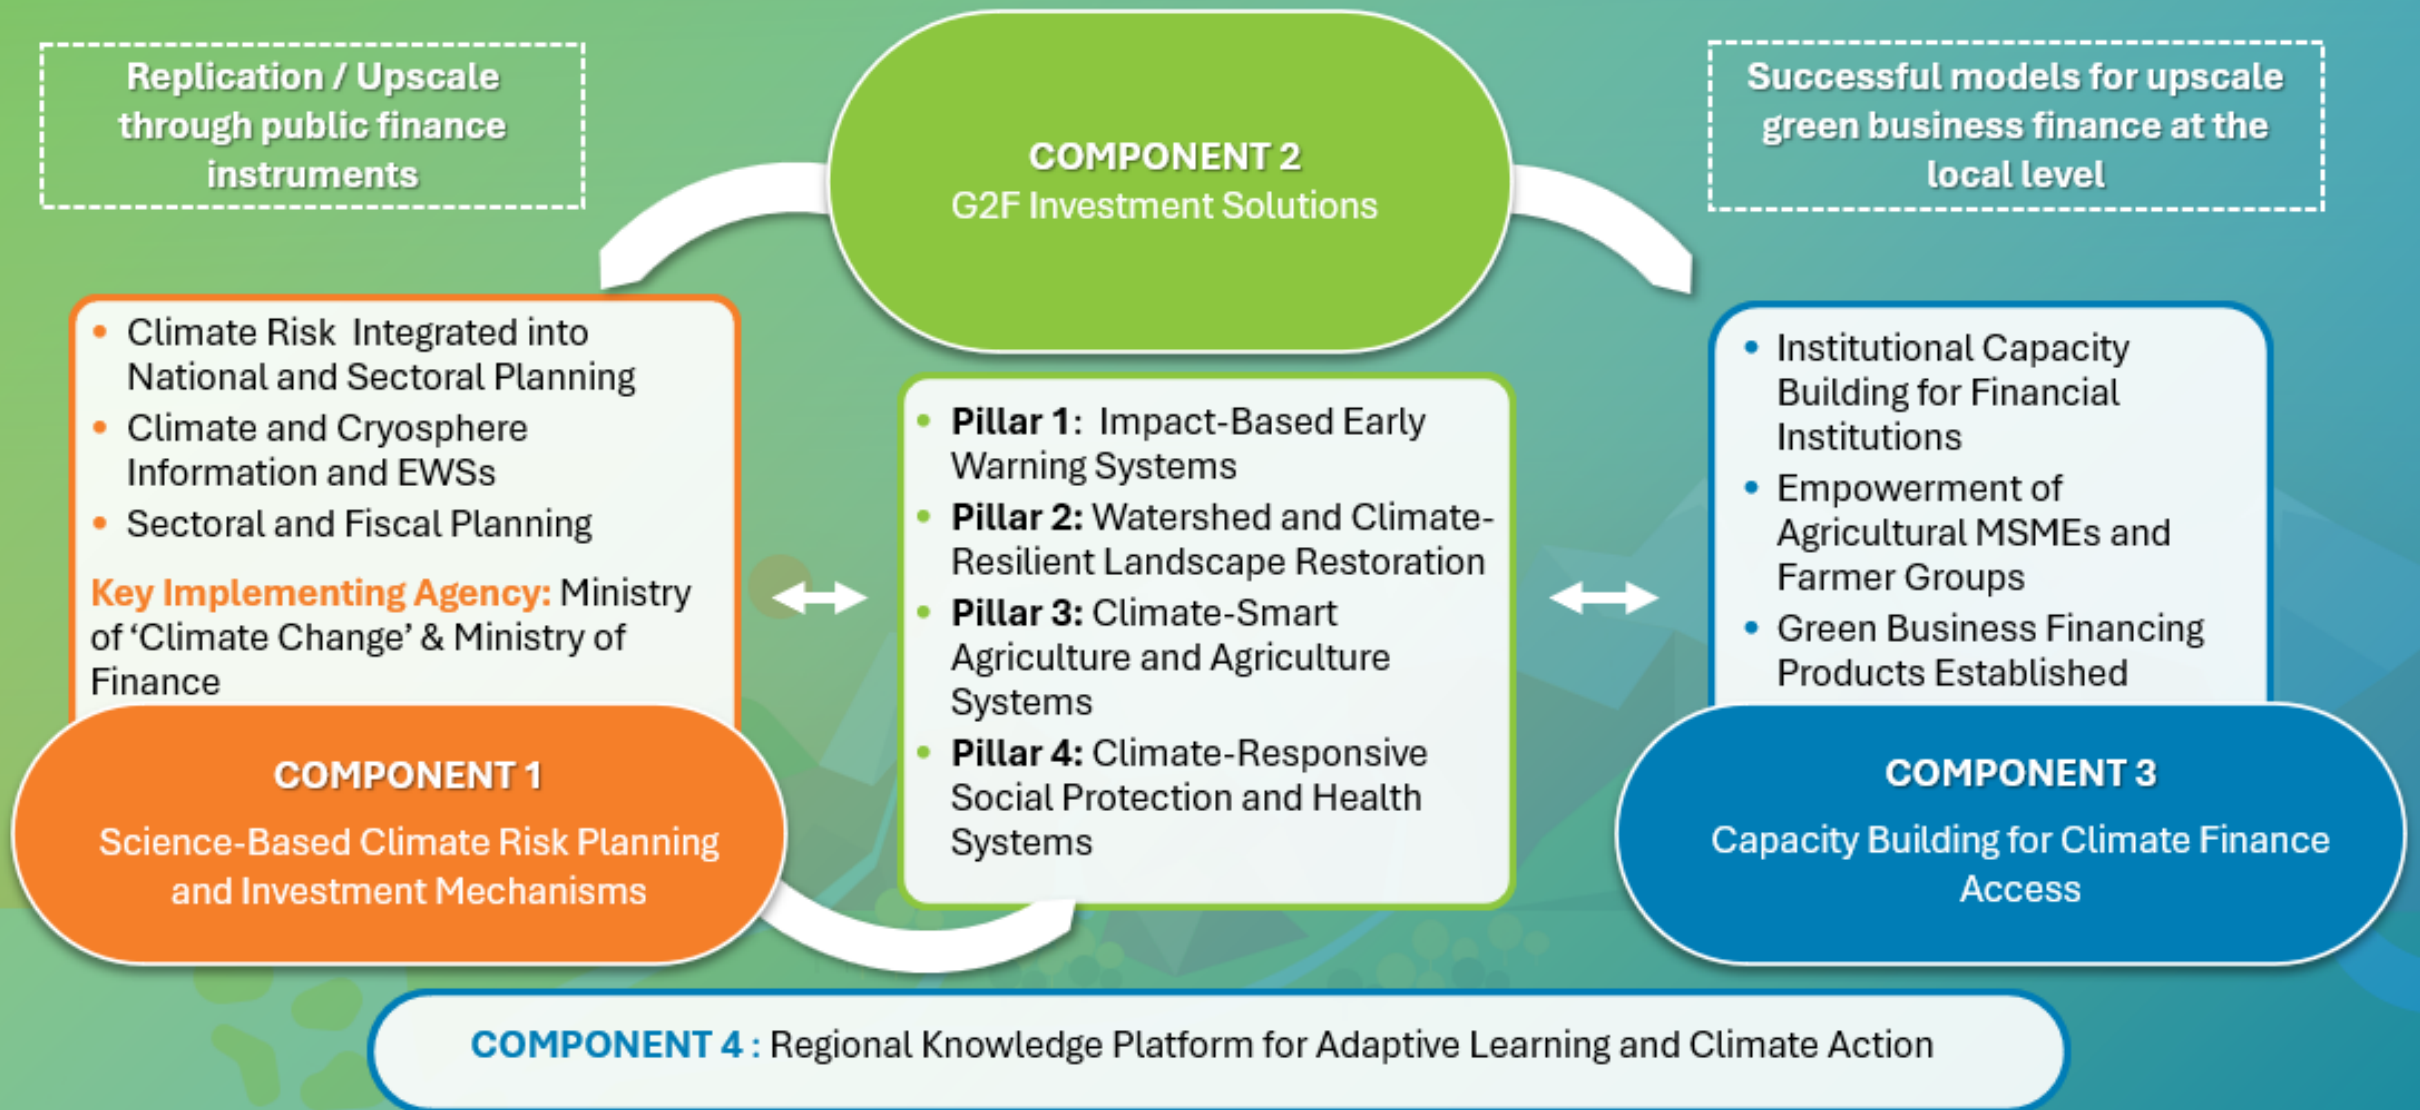 Replication / Upscale
through public finance
instruments
COMPONENT 2
G2F Investment Solutions
Successful models for upscale
green business finance at the
local level
• Climate Risk  Integrated into
National and Sectoral Planning
• Climate and Cryosphere
Information and EWSs
• Sectoral and Fiscal Planning
Key Implementing Agency: Ministry
of ‘Climate Change’ & Ministry of
Finance
COMPONENT 1
Science-Based Climate Risk Planning
and Investment Mechanisms
• Pillar 1:  Impact-Based Early
Warning Systems
• Pillar 2: Watershed and Climate-
Resilient Landscape Restoration
• Pillar 3: Climate-Smart
Agriculture and Agriculture
Systems
• Pillar 4: Climate-Responsive
Social Protection and Health
Systems
• Institutional Capacity
Building for Financial
Institutions
• Empowerment of
Agricultural MSMEs and
Farmer Groups
• Green Business Financing
Products Established
COMPONENT 3
Capacity Building for Climate Finance
Access
COMPONENT 4 : Regional Knowledge Platform for Adaptive Learning and Climate Action